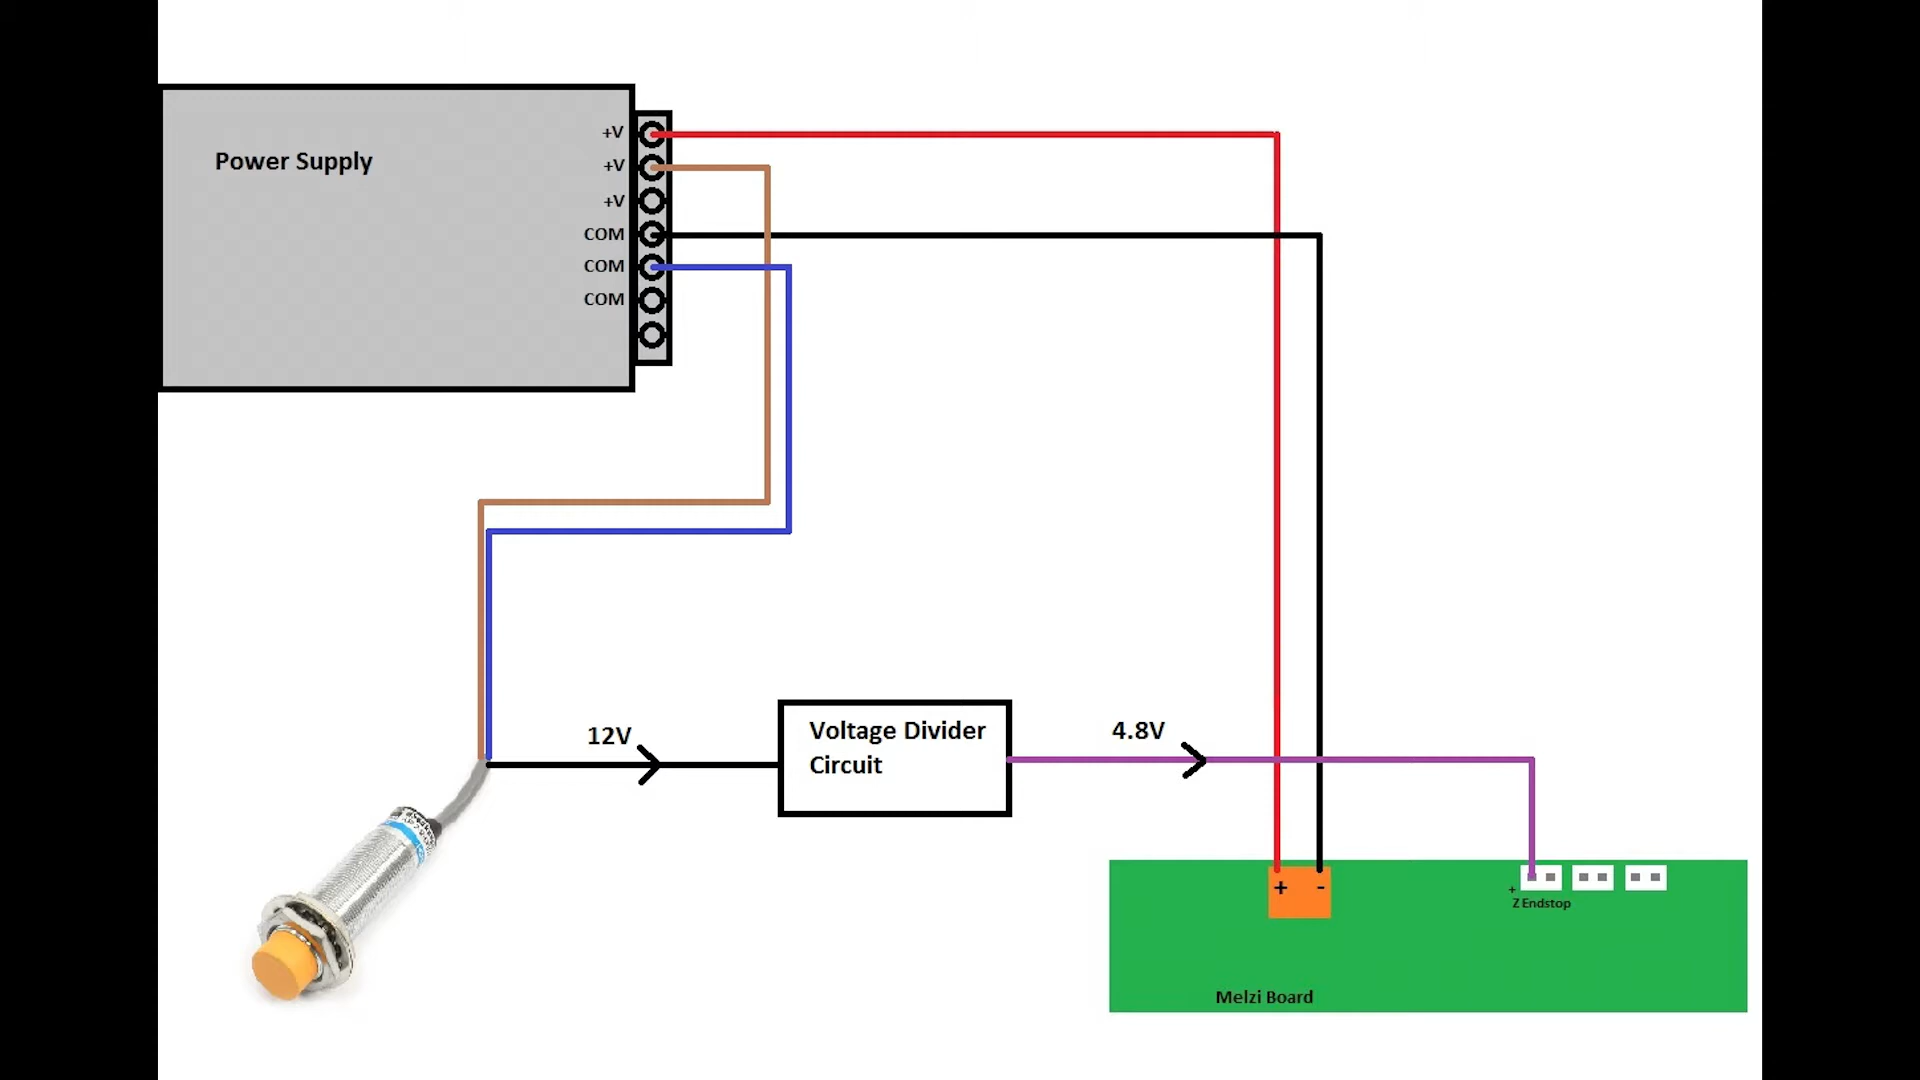 Power Supply
+V
+V
+V
COM
COM
COM
12V
Voltage Divider
Circuit
4.8V
+ -
+
Z Endstop
Melzi Board